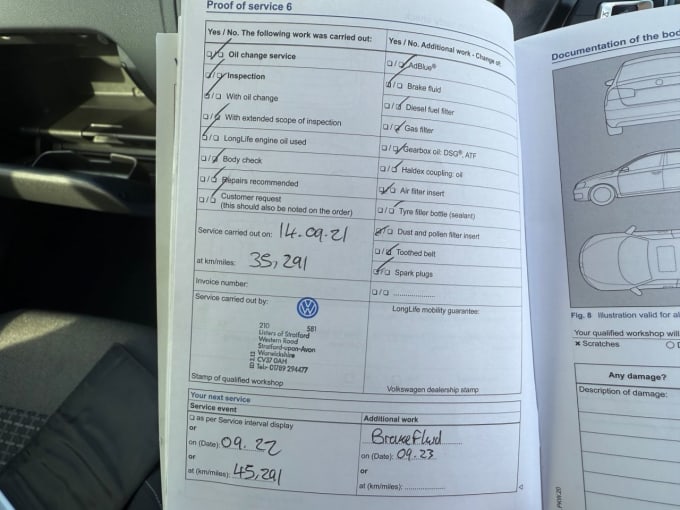 Proof of service 6
Yes / No. The following work was carried out:
Oil change service
Inspection
With oil change
With extended scope of inspection
LongLife engine oil used
Body check
Repairs recommended
Customer request
(this should also be noted on the order)
Service carried out on: 14.09.21
at km/miles: 35,291
Invoice number:
Service carried out by:
210 581
Listers of Stratford
Western Road
Stratford-upon-Avon
Warwickshire
CV37 0AH
Tel:- 01789 294477
Stamp of qualified workshop
Yes / No. Additional work - Change of:
AdBlue®
Brake fluid
Diesel fuel filter
Gas filter
Gearbox oil: DSG®, ATF
Haldex coupling: oil
Air filter insert
Tyre filler bottle (sealant)
Dust and pollen filter insert
Toothed belt
Spark plugs
LongLife mobility guarantee:
Volkswagen dealership stamp
Your next service
Service event
as per Service interval display
or
on (Date): 09.22
or
at (km/miles): 45,291
Additional work
Brake fluid
on (Date): 09.23
or
at (km/miles):
Documentation of the
Fig. 8 Illustration valid for
Your qualified workshop
Scratches
Any damage?
Description of damage: